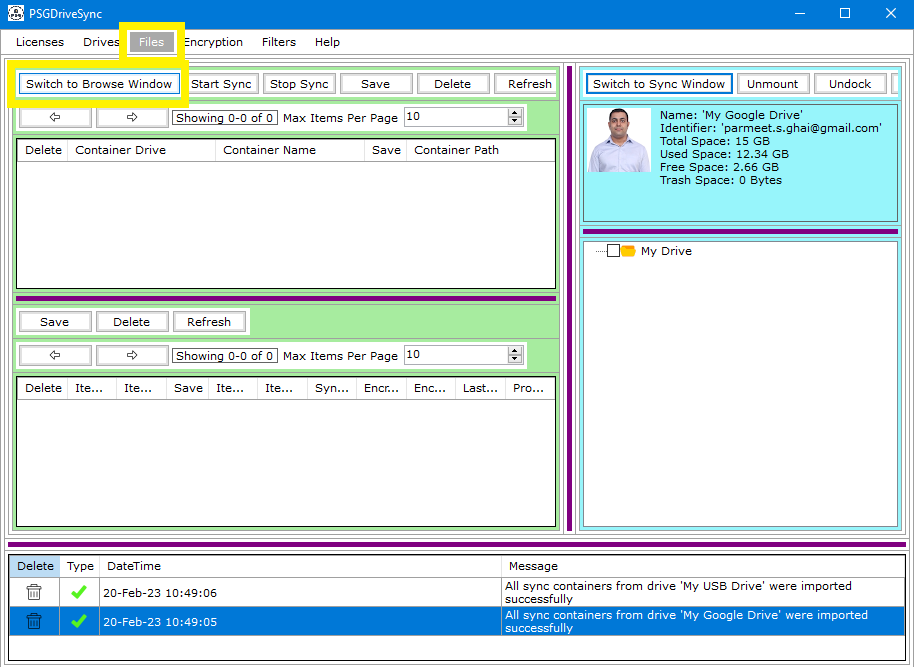 PSGDriveSync
Licenses Drives Files Encryption Filters Help
Switch to Browse Window Start Sync Stop Sync Save Delete Refresh
Showing 0-0 of 0 Max Items Per Page 10
Delete Container Drive Container Name Save Container Path
Save Delete Refresh
Showing 0-0 of 0 Max Items Per Page 10
Delete Ite... Ite... Save Ite... Ite... Syn... Encr... Enc... Last... Pro...
Switch to Sync Window Unmount Undock
Name: 'My Google Drive'
Identifier: 'parmeet.s.ghai@gmail.com'
Total Space: 15 GB
Used Space: 12.34 GB
Free Space: 2.66 GB
Trash Space: 0 Bytes
My Drive
Delete Type DateTime Message
20-Feb-23 10:49:06 All sync containers from drive 'My USB Drive' were imported
successfully
20-Feb-23 10:49:05 All sync containers from drive 'My Google Drive' were imported
successfully